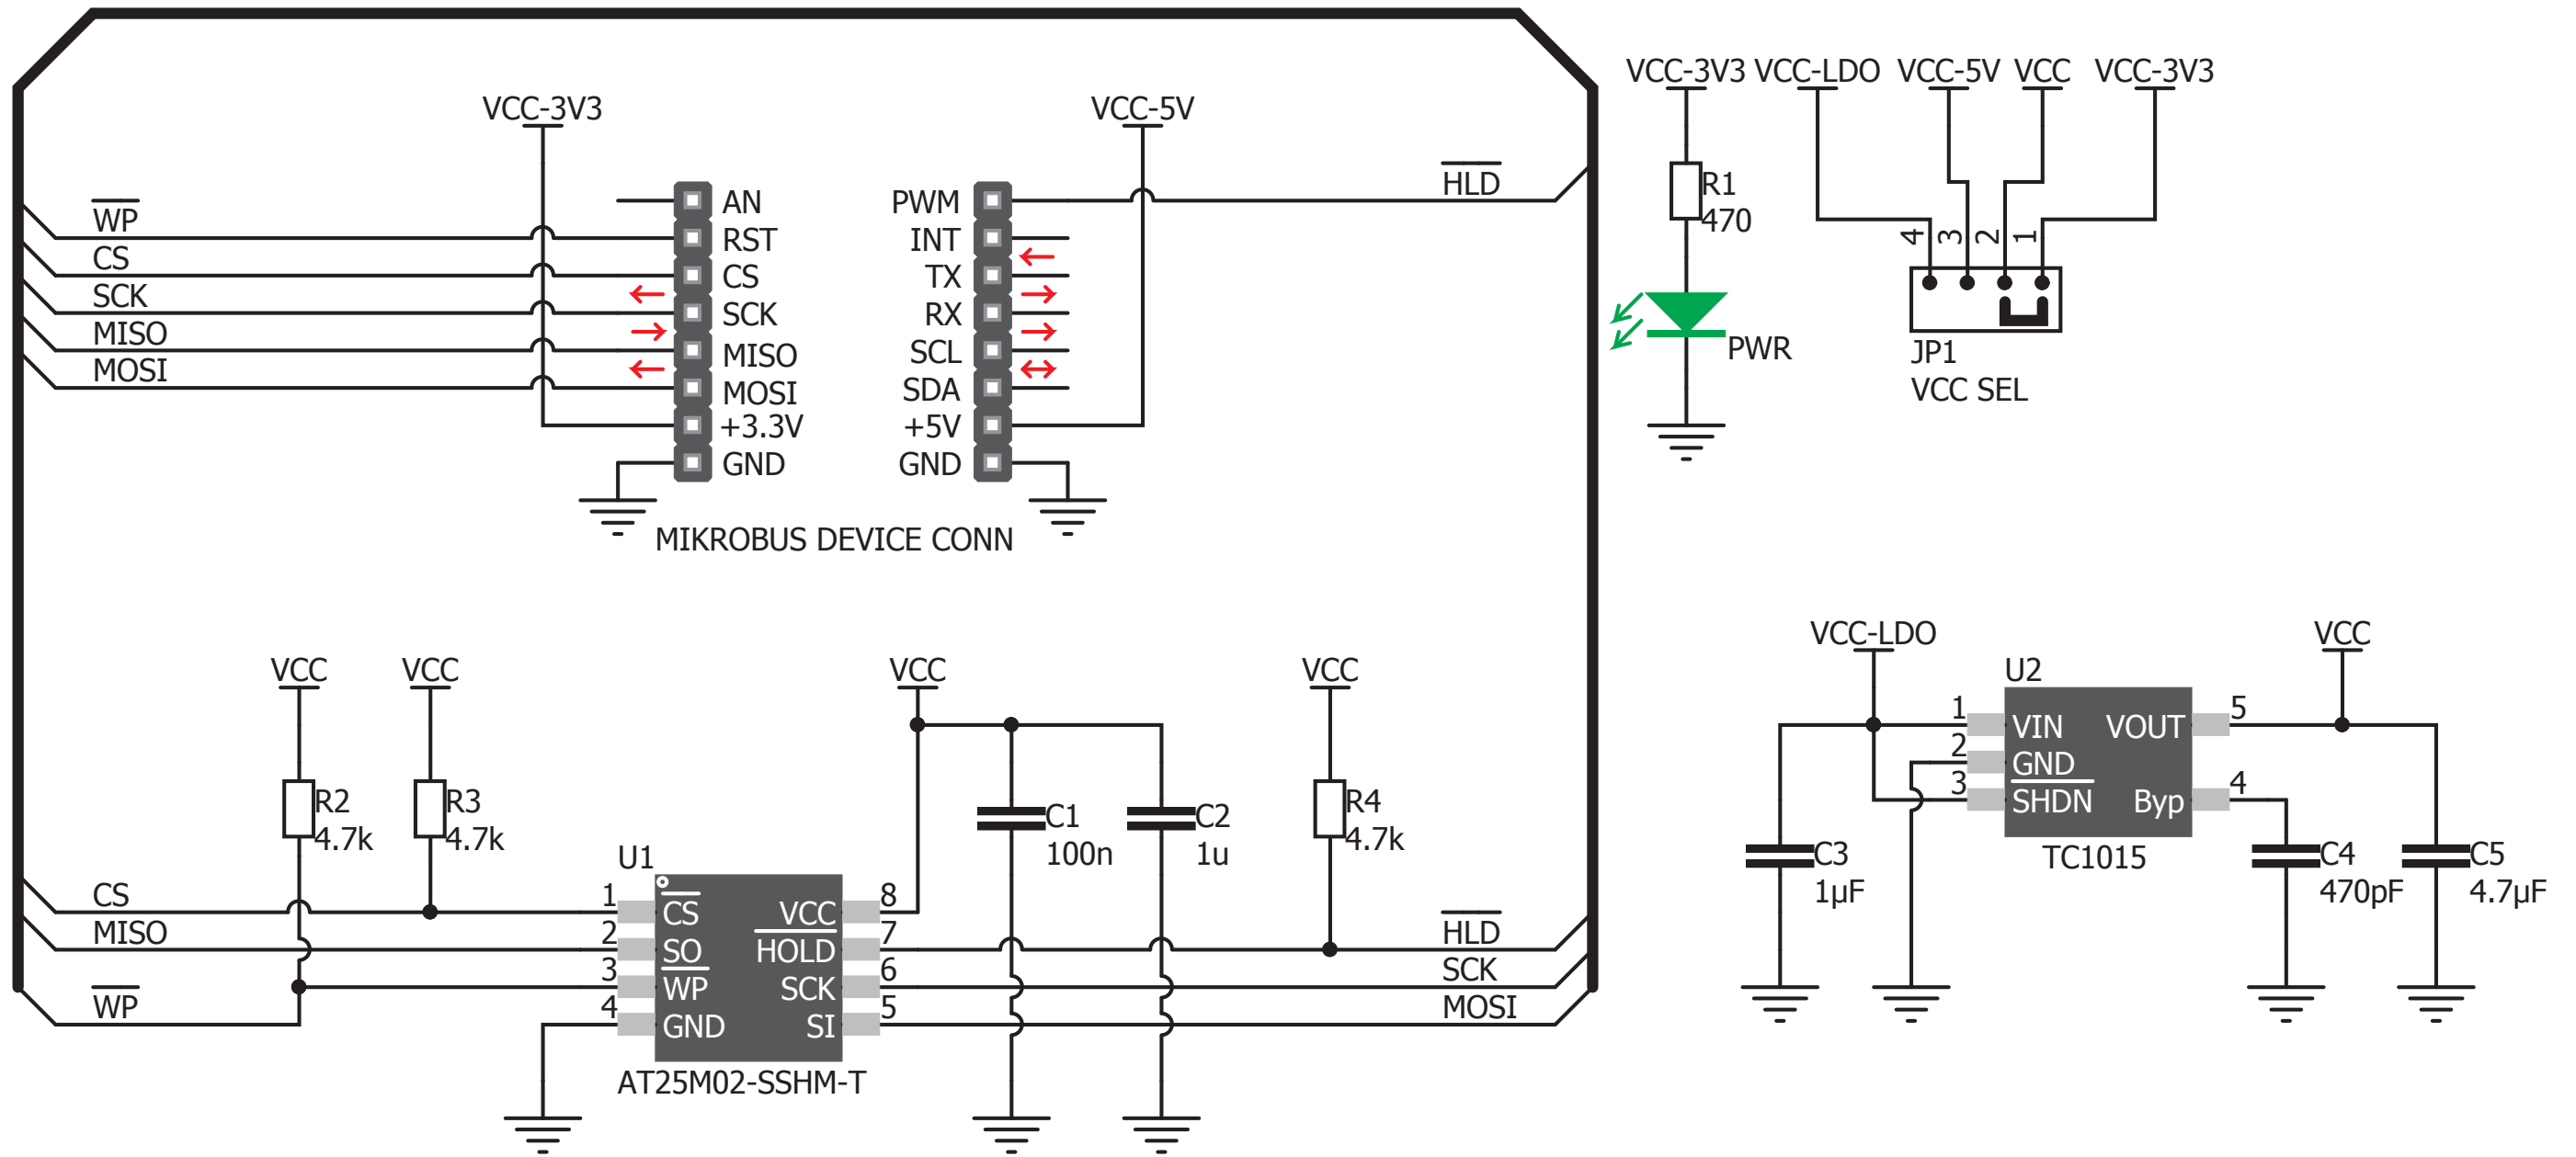 VCC-3V3
VCC-5V
WP
CS
SCK
MISO
MOSI
AN
RST
CS
SCK
MISO
MOSI
+3.3V
GND
PWM
INT
TX
RX
SCL
SDA
+5V
GND
HLD
MIKROBUS DEVICE CONN
VCC-3V3 VCC-LDO VCC-5V VCC VCC-3V3
R1
470
PWR
4 3 2 1
JP1
VCC SEL
VCC
VCC
VCC
VCC
R2
4.7k
R3
4.7k
C1
100n
C2
1u
R4
4.7k
CS
MISO
WP
U1
1 CS
2 SO
3 WP
4 GND
VCC 8
HOLD 7
SCK 6
SI 5
AT25M02-SSHM-T
HLD
SCK
MOSI
VCC-LDO
VCC
U2
1 VIN
2 GND
3 SHDN
VOUT 5
Byp 4
TC1015
C3
1µF
C4
470pF
C5
4.7µF